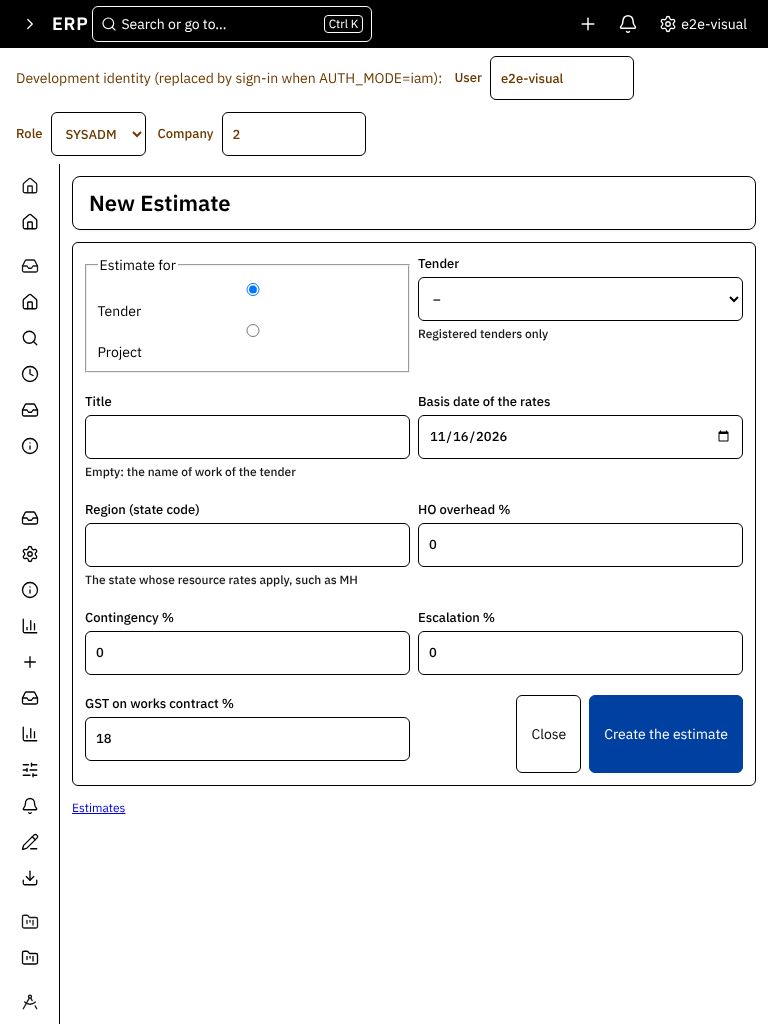 ERP
Search or go to...
Ctrl K
e2e-visual
Development identity (replaced by sign-in when AUTH_MODE=iam):
User
e2e-visual
Role
SYSADM
Company
2
New Estimate
Estimate for
Tender
Project
Tender
–
Registered tenders only
Title
Empty: the name of work of the tender
Basis date of the rates
11/16/2026
Region (state code)
The state whose resource rates apply, such as MH
HO overhead %
0
Contingency %
0
Escalation %
0
GST on works contract %
18
Close
Create the estimate
Estimates